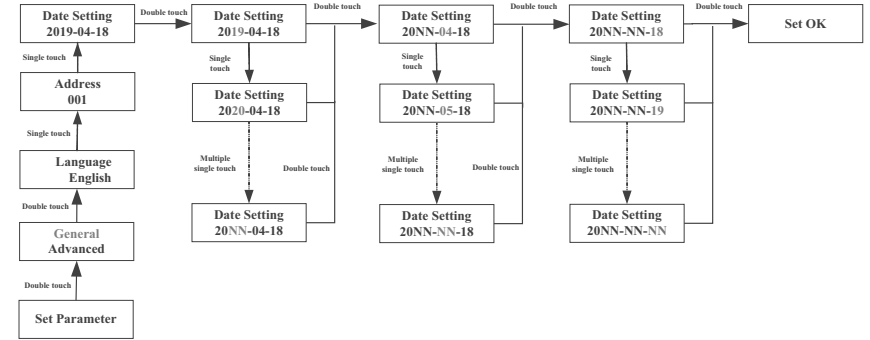 Date Setting
2019-04-18
Double touch
Date Setting
2019-04-18
Double touch
Date Setting
20NN-04-18
Double touch
Date Setting
20NN-NN-18
Double touch
Set OK
Single touch
Single
touch
Single
touch
Single
touch
Address
001
Date Setting
2020-04-18
Date Setting
20NN-05-18
Date Setting
20NN-NN-19
Single touch
Language
English
Multiple
single touch
Double touch
Multiple
single touch
Double touch
Multiple
single touch
Double touch
General
Advanced
Date Setting
20NN-04-18
Date Setting
20NN-NN-18
Date Setting
20NN-NN-NN
Double touch
Set Parameter